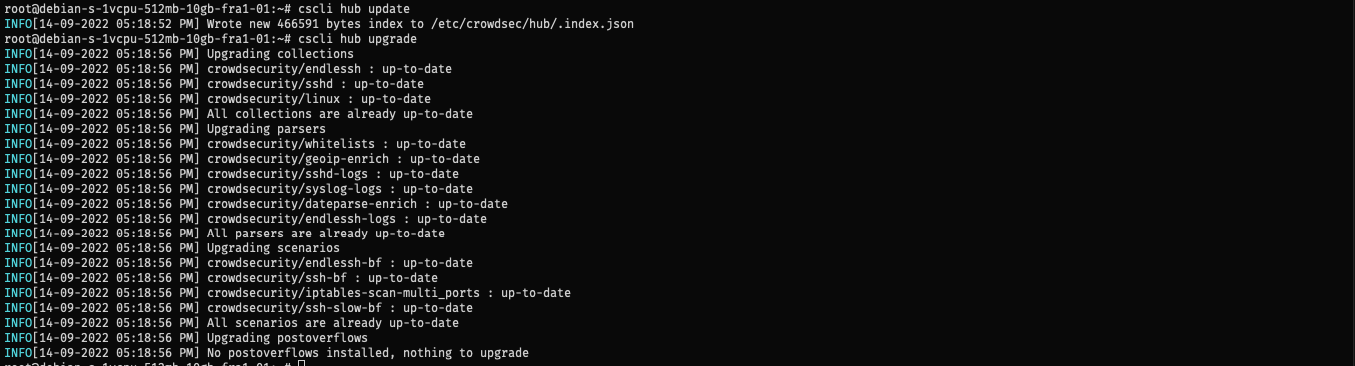 root@debian-s-1vcpu-512mb-10gb-fra1-01:~# cscli hub update
INFO[14-09-2022 05:18:52 PM] Wrote new 466591 bytes index to /etc/crowdsec/hub/.index.json
root@debian-s-1vcpu-512mb-10gb-fra1-01:~# cscli hub upgrade
INFO[14-09-2022 05:18:56 PM] Upgrading collections
INFO[14-09-2022 05:18:56 PM] crowdsecurity/endlessh : up-to-date
INFO[14-09-2022 05:18:56 PM] crowdsecurity/sshd : up-to-date
INFO[14-09-2022 05:18:56 PM] crowdsecurity/linux : up-to-date
INFO[14-09-2022 05:18:56 PM] All collections are already up-to-date
INFO[14-09-2022 05:18:56 PM] Upgrading parsers
INFO[14-09-2022 05:18:56 PM] crowdsecurity/whitelists : up-to-date
INFO[14-09-2022 05:18:56 PM] crowdsecurity/geoip-enrich : up-to-date
INFO[14-09-2022 05:18:56 PM] crowdsecurity/sshd-logs : up-to-date
INFO[14-09-2022 05:18:56 PM] crowdsecurity/syslog-logs : up-to-date
INFO[14-09-2022 05:18:56 PM] crowdsecurity/dateparse-enrich : up-to-date
INFO[14-09-2022 05:18:56 PM] crowdsecurity/endlessh-logs : up-to-date
INFO[14-09-2022 05:18:56 PM] All parsers are already up-to-date
INFO[14-09-2022 05:18:56 PM] Upgrading scenarios
INFO[14-09-2022 05:18:56 PM] crowdsecurity/endlessh-bf : up-to-date
INFO[14-09-2022 05:18:56 PM] crowdsecurity/ssh-bf : up-to-date
INFO[14-09-2022 05:18:56 PM] crowdsecurity/iptables-scan-multi_ports : up-to-date
INFO[14-09-2022 05:18:56 PM] crowdsecurity/ssh-slow-bf : up-to-date
INFO[14-09-2022 05:18:56 PM] All scenarios are already up-to-date
INFO[14-09-2022 05:18:56 PM] Upgrading postoverflows
INFO[14-09-2022 05:18:56 PM] No postoverflows installed, nothing to upgrade
root@debian-s-1vcpu-512mb-10gb-fra1-01:~#